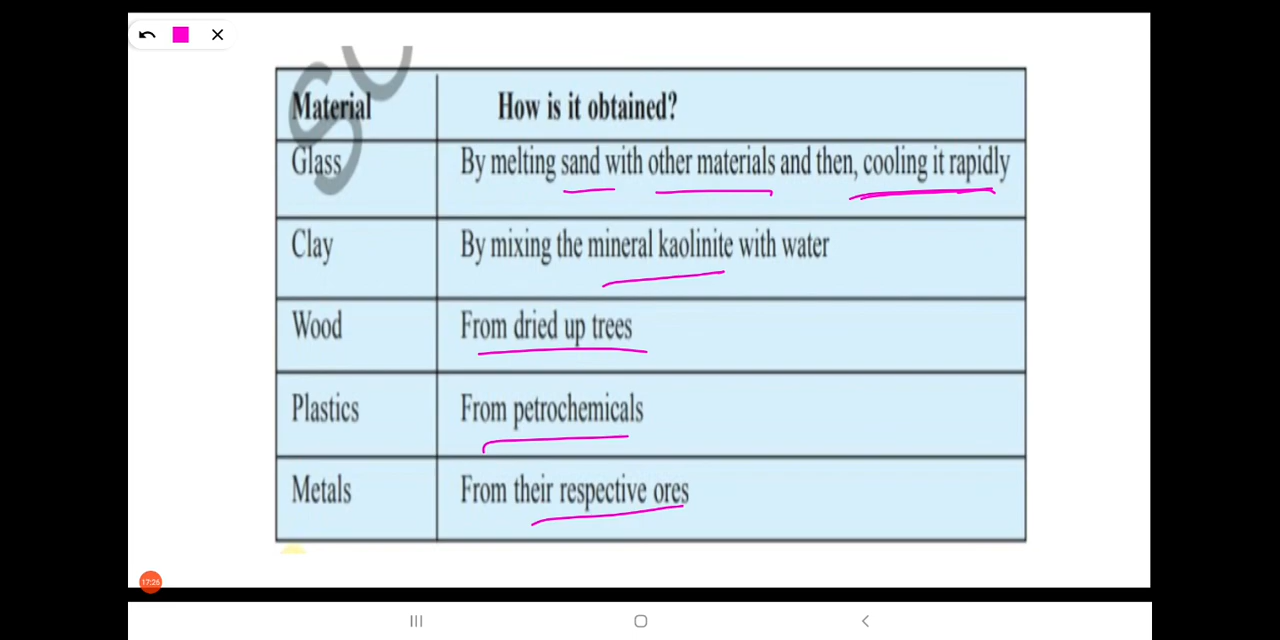 Material How is it obtained?
Glass By melting sand with other materials and then, cooling it rapidly
Clay By mixing the mineral kaolinite with water
Wood From dried up trees
Plastics From petrochemicals
Metals From their respective ores
17:26